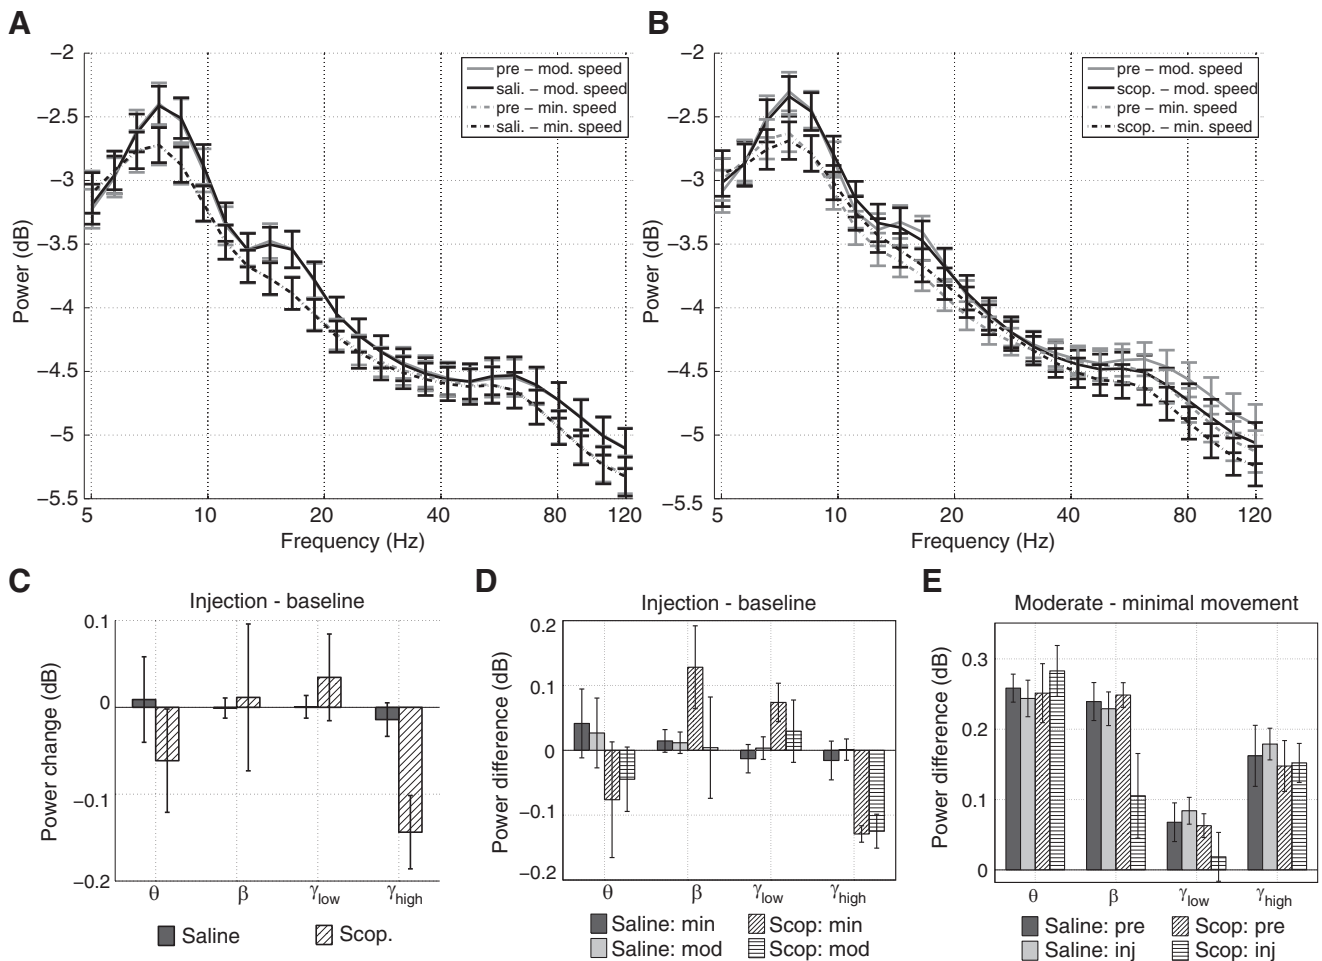 A
−2
−2.5
−3
−3.5
−4
−4.5
−5
−5.5
Power (dB)
5
10
20
40
80
120
Frequency (Hz)
pre − mod. speed
sali. − mod. speed
pre − min. speed
sali. − min. speed
B
−2
−2.5
−3
−3.5
−4
−4.5
−5
−5.5
Power (dB)
5
10
20
40
80
120
Frequency (Hz)
pre − mod. speed
scop. − mod. speed
pre − min. speed
scop. − min. speed
C
Injection - baseline
0.1
0
−0.1
−0.2
Power change (dB)
θ
β
γlow
γhigh
Saline
Scop.
D
Injection - baseline
0.2
0.1
0
−0.1
−0.2
Power difference (dB)
θ
β
γlow
γhigh
Saline: min
Saline: mod
Scop: min
Scop: mod
E
Moderate - minimal movement
0.3
0.2
0.1
0
Power difference (dB)
θ
β
γlow
γhigh
Saline: pre
Saline: inj
Scop: pre
Scop: inj